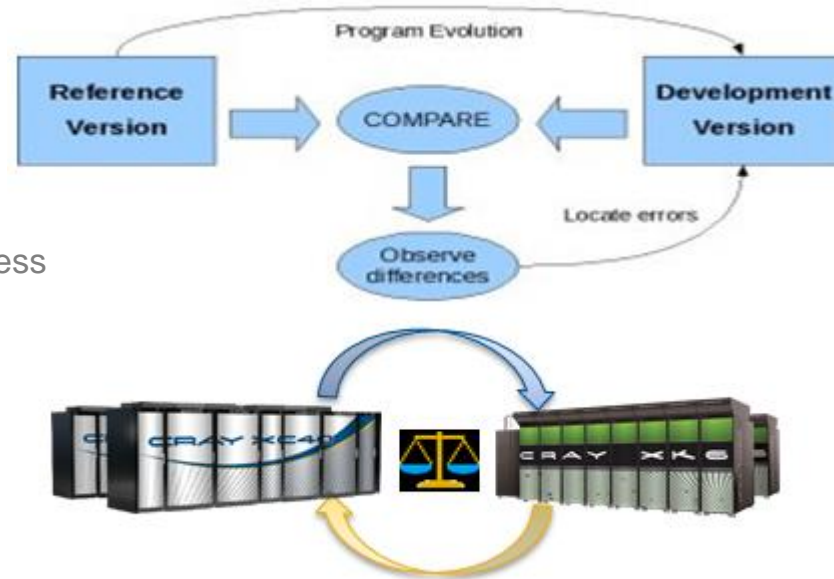 Program Evolution
Reference
Version
COMPARE
Development
Version
Locate errors
ess
Observe
differences
CRAY XC40
CRAY XK6